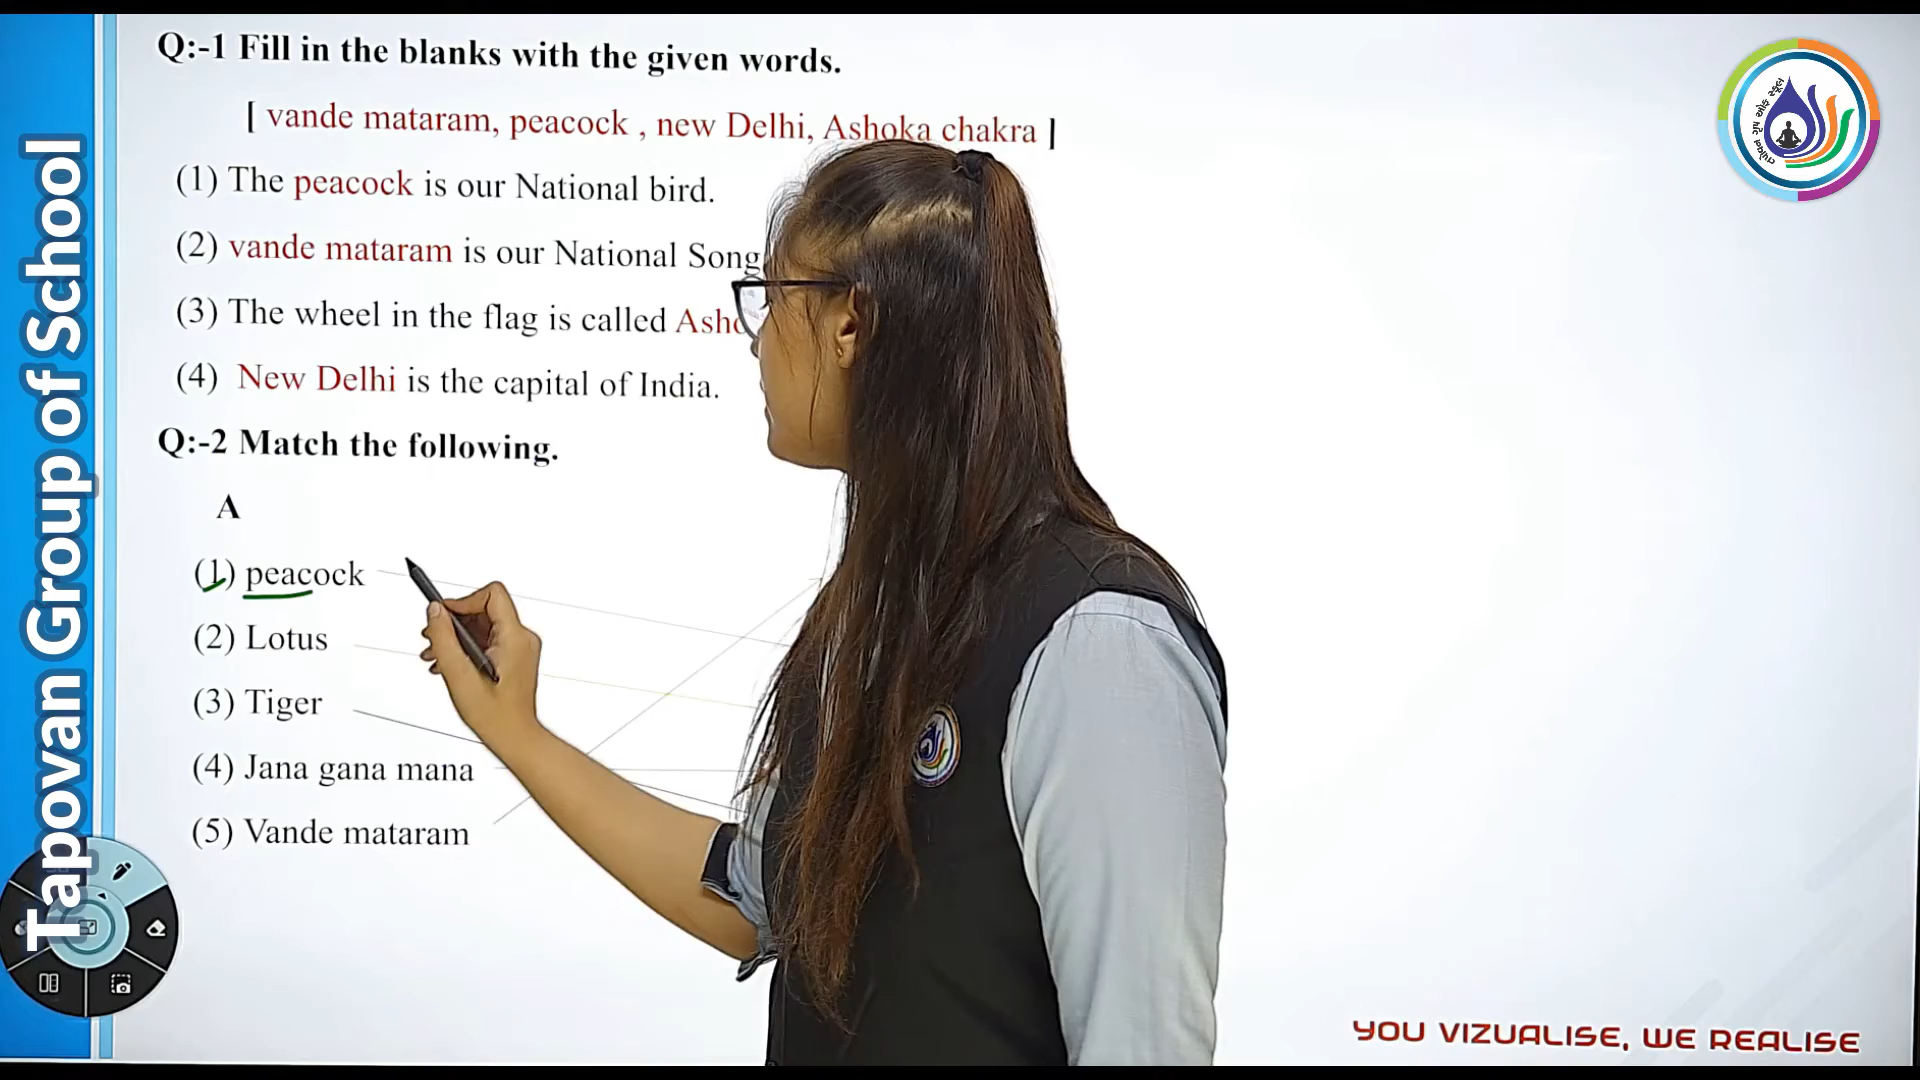 Q:-1 Fill in the blanks with the given words.
[ vande mataram, peacock , new Delhi, Ashoka chakra ]
(1) The peacock is our National bird.
(2) vande mataram is our National Song
(3) The wheel in the flag is called
(4) New Delhi is the capital of India.
Q:-2 Match the following.
A
(1) peacock
(2) Lotus
(3) Tiger
(4) Jana gana mana
(5) Vande mataram
Tapovan Group of School
YOU VIZUALISE, WE REALISE